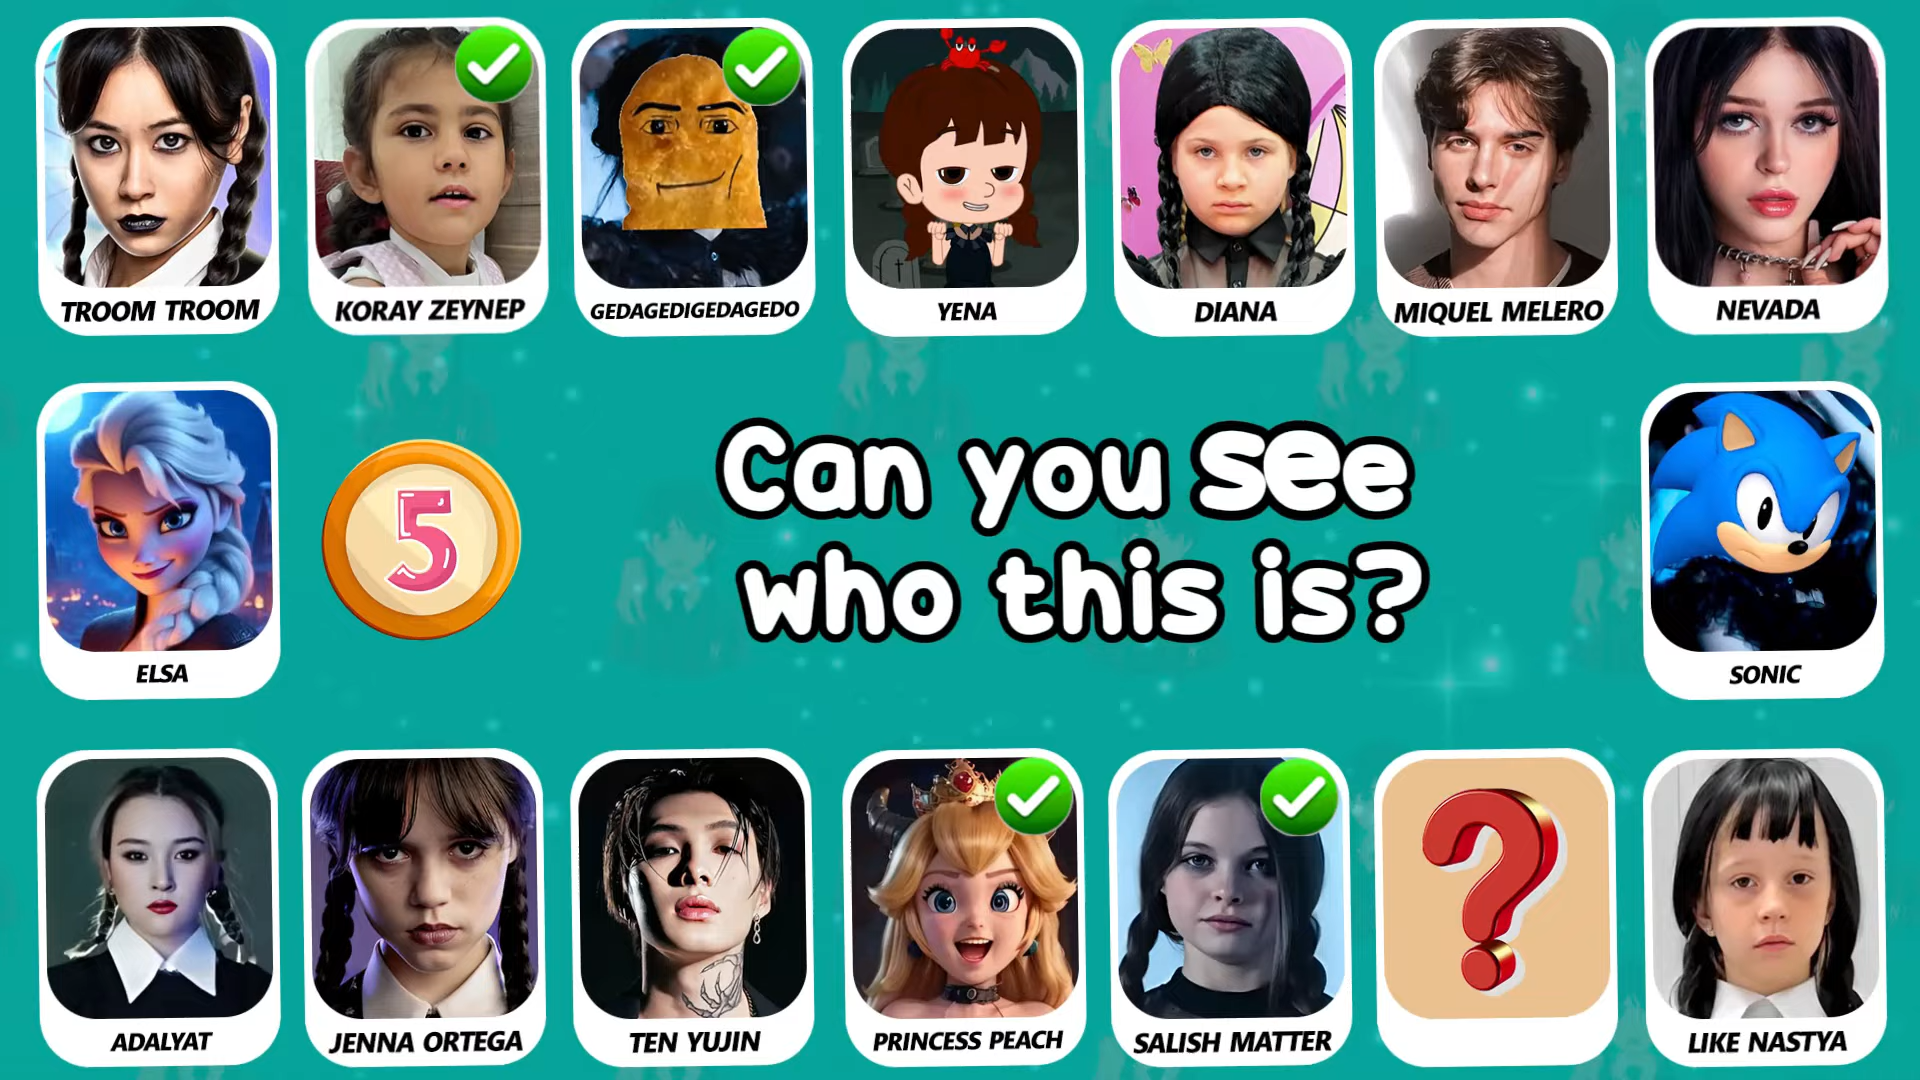 TROOM TROOM
KORAY ZEYNEP
GEDAGEDIGEDAGEDO
YENA
DIANA
MIQUEL MELERO
NEVADA
ELSA
5
Can you see
who this is?
SONIC
?
ADALYAT
JENNA ORTEGA
TEN YUJIN
PRINCESS PEACH
SALISH MATTER
LIKE NASTYA